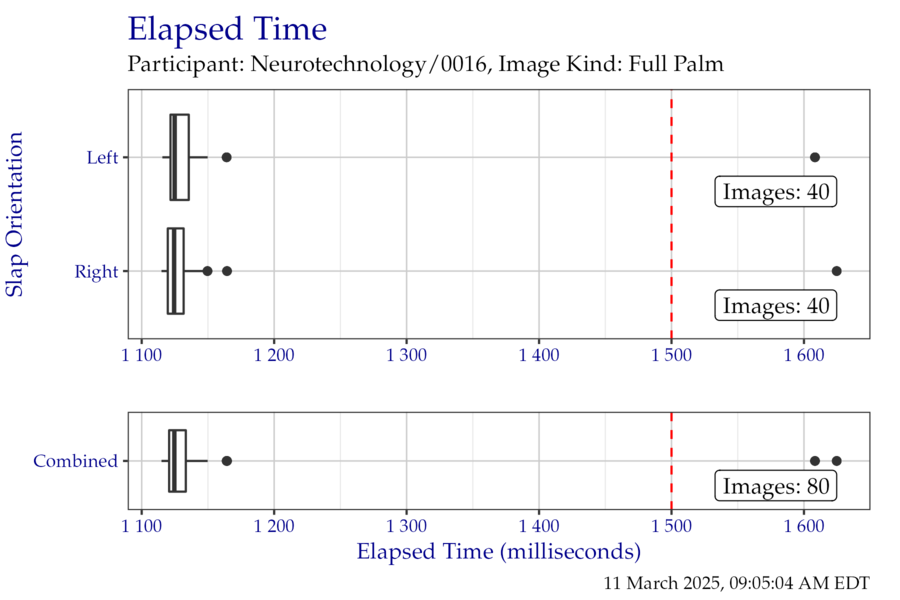 Elapsed Time
Participant: Neurotechnology/0016, Image Kind: Full Palm
Slap Orientation
Left
Images: 40
Right
Images: 40
1 100 1 200 1 300 1 400 1 500 1 600
Combined
Images: 80
1 100 1 200 1 300 1 400 1 500 1 600
Elapsed Time (milliseconds)
11 March 2025, 09:05:04 AM EDT